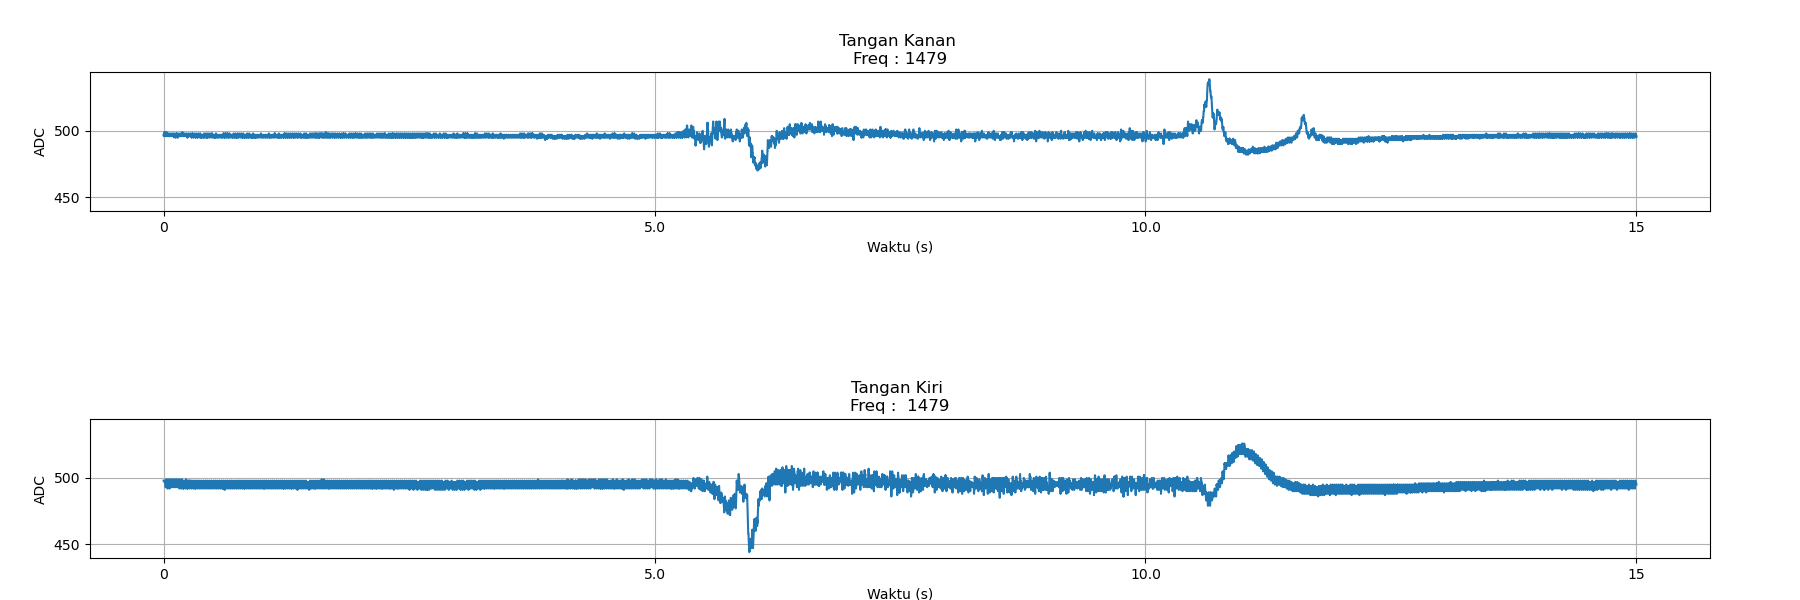 Tangan Kanan
Freq : 1479
ADC
500
450
0 5.0 10.0 15
Waktu (s)
Tangan Kiri
Freq :  1479
ADC
500
450
0 5.0 10.0 15
Waktu (s)